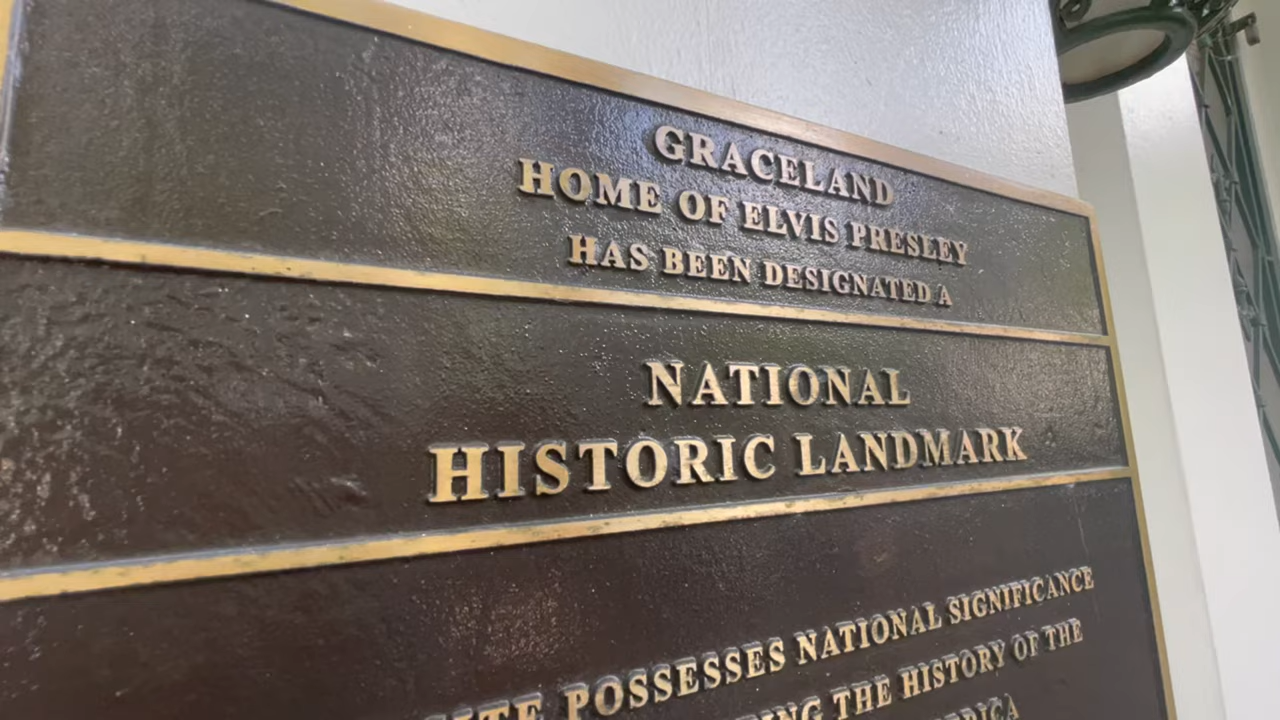 GRACELAND
HOME OF ELVIS PRESLEY
HAS BEEN DESIGNATED A
NATIONAL
HISTORIC LANDMARK
SITE POSSESSES NATIONAL SIGNIFICANCE
THE HISTORY OF THE